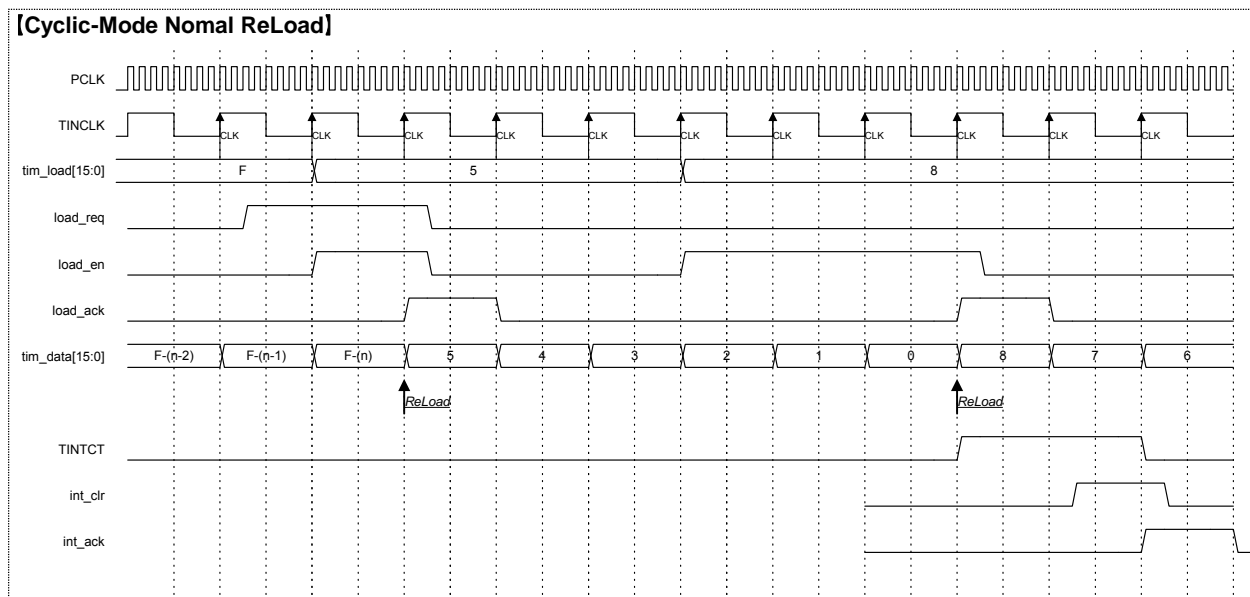 【Cyclic-Mode Nomal ReLoad】
PCLK
TINCLK
CLK CLK CLK CLK CLK CLK CLK CLK CLK CLK CLK
tim_load[15:0] F 5 8
load_req
load_en
load_ack
tim_data[15:0] F-(n-2) F-(n-1) F-(n) 5 4 3 2 1 0 8 7 6
ReLoad ReLoad
TINTCT
int_clr
int_ack